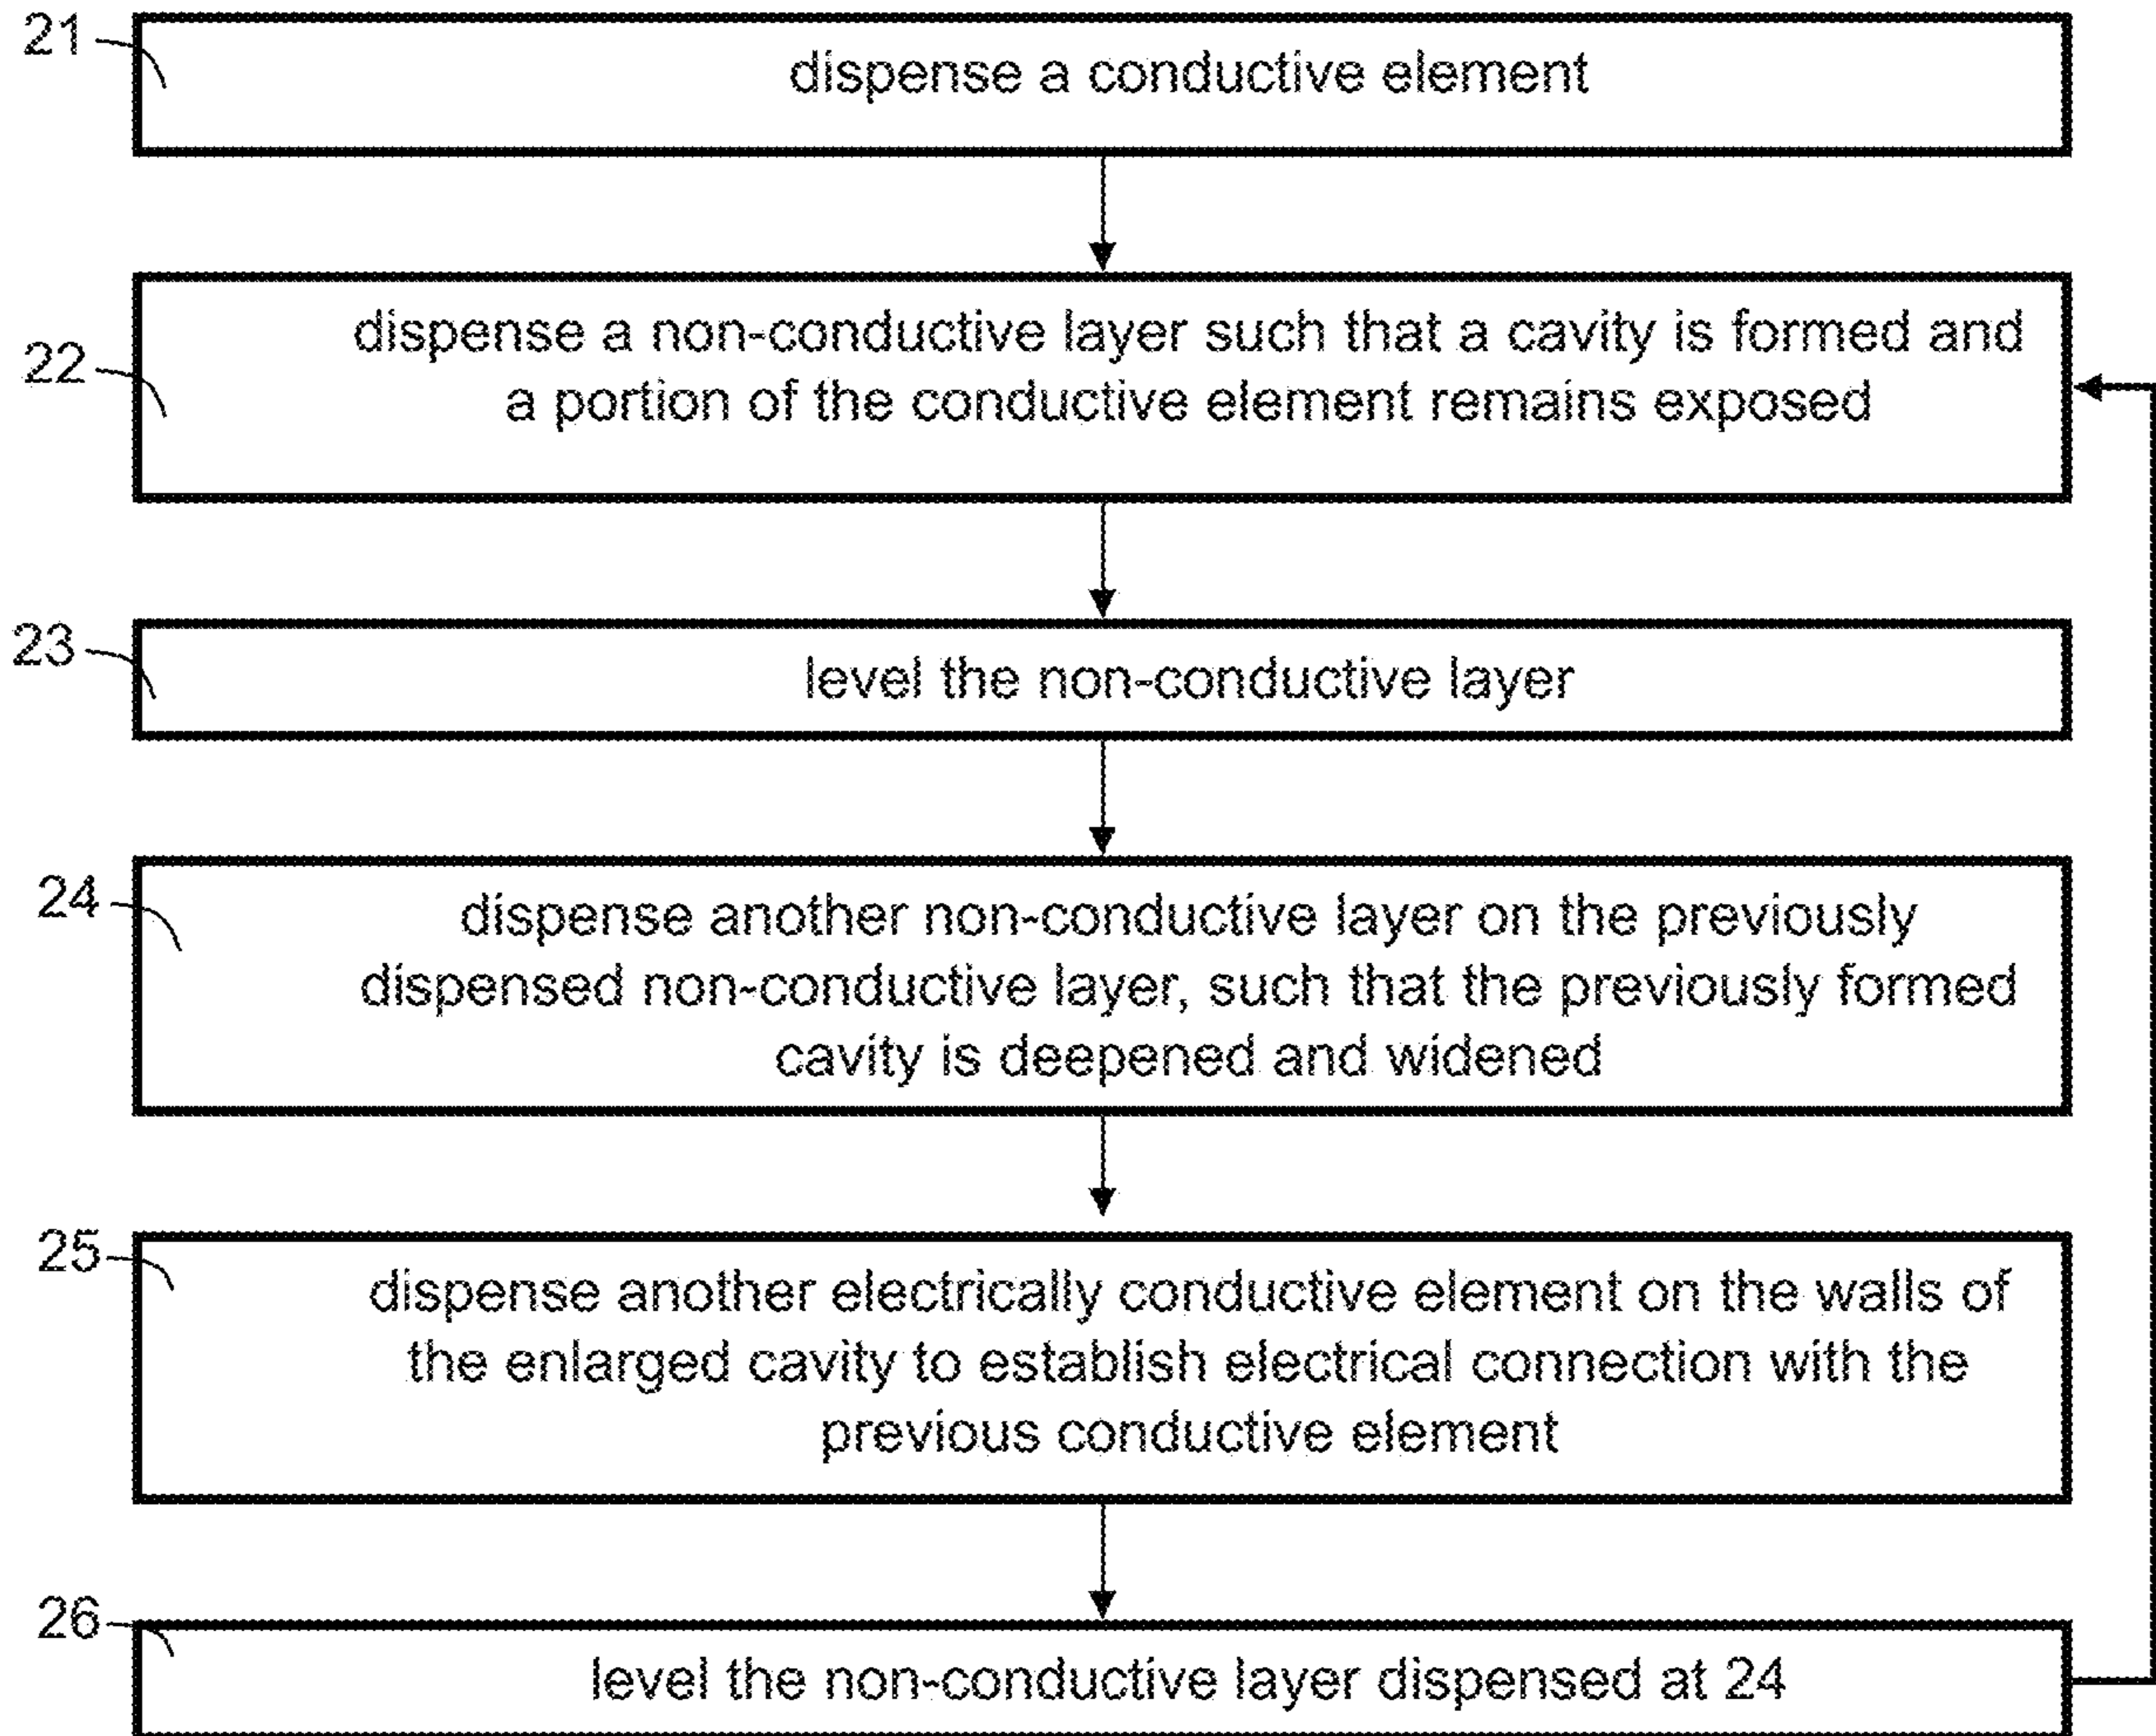 21
dispense a conductive element
22
dispense a non-conductive layer such that a cavity is formed and
a portion of the conductive element remains exposed
23
level the non-conductive layer
24
dispense another non-conductive layer on the previously
dispensed non-conductive layer, such that the previously formed
cavity is deepened and widened
25
dispense another electrically conductive element on the walls of
the enlarged cavity to establish electrical connection with the
previous conductive element
26
level the non-conductive layer dispensed at 24